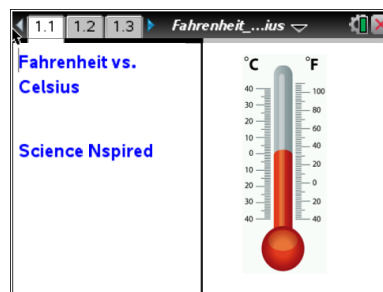 1.1 1.2 1.3 Fahrenheit_...ius
Fahrenheit vs.
Celsius
Science Nspired
°C °F
40 100
30 80
20 60
10 40
0 20
10 0
20 20
30 40
40